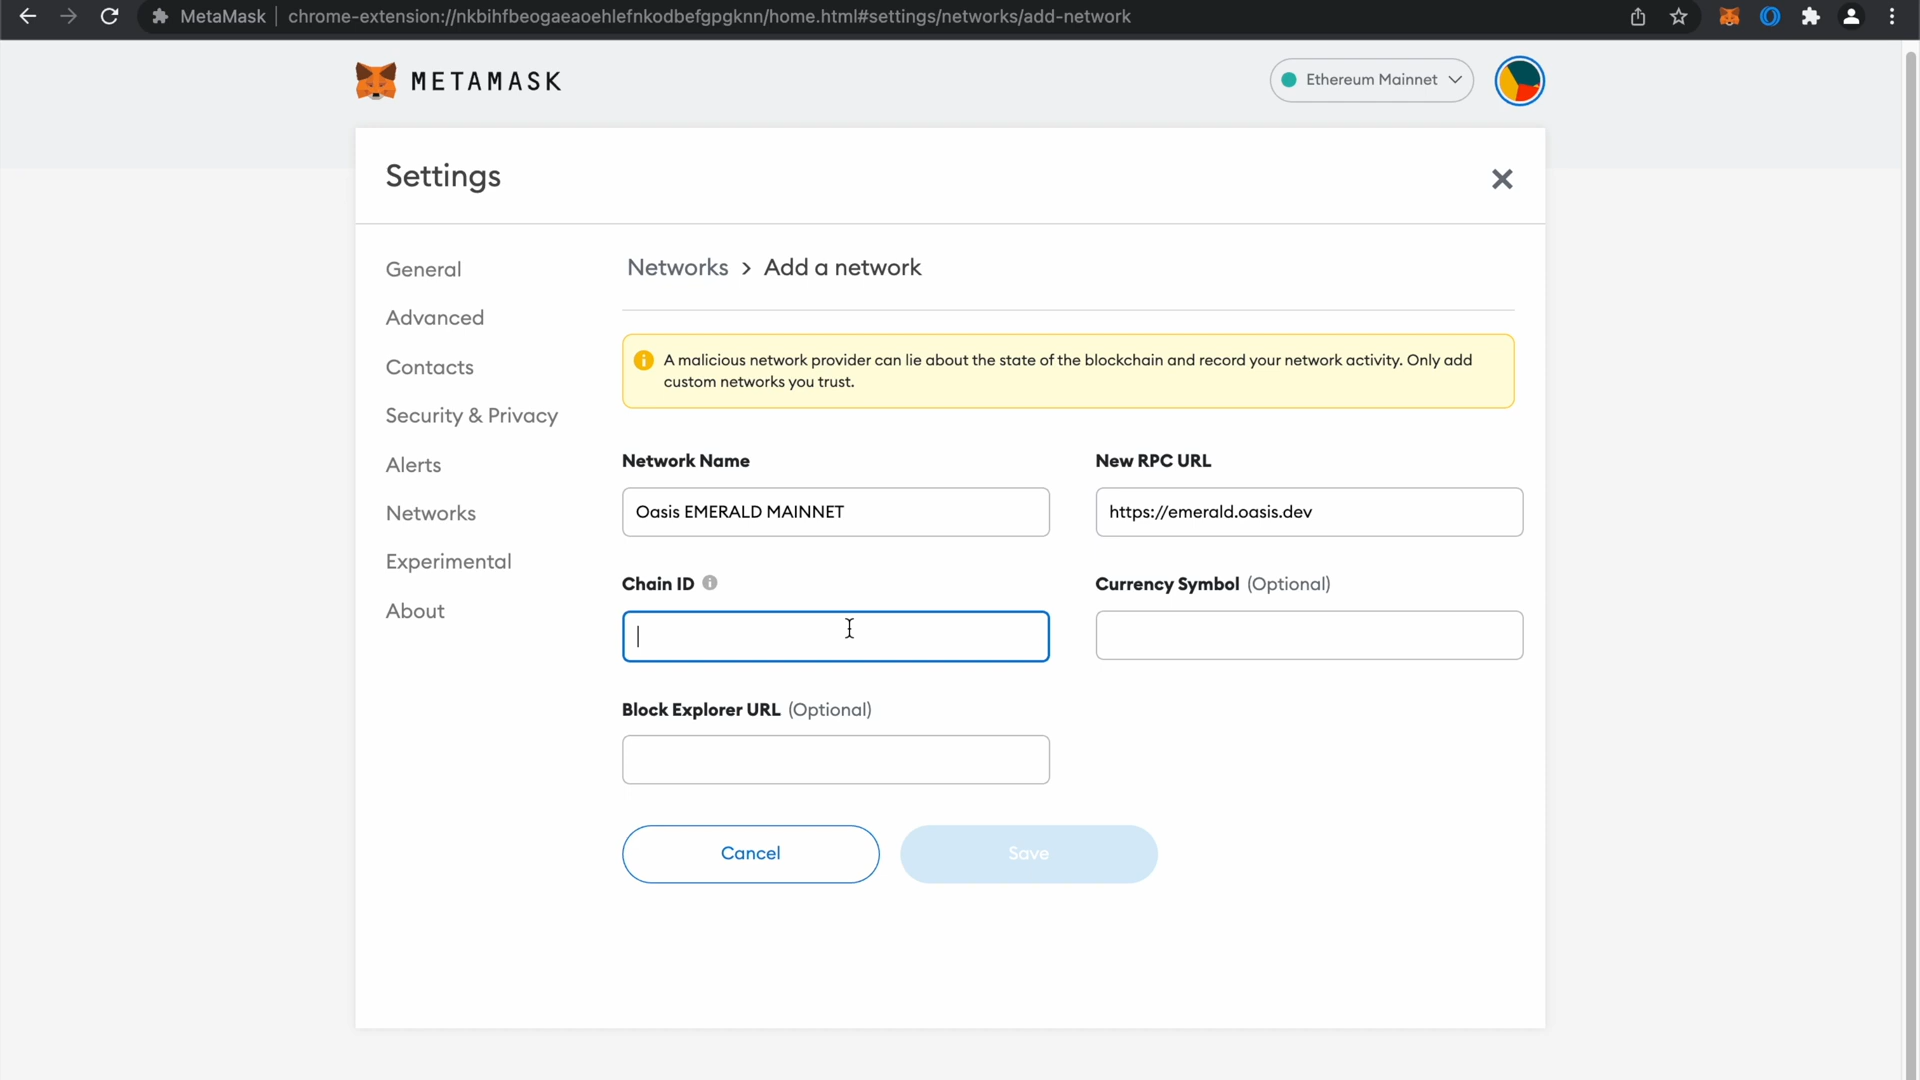 MetaMask
chrome-extension://nkbihfbeogaeaoehlefnkodbefgpgknn/home.html#settings/networks/add-network
METAMASK
Ethereum Mainnet
Settings
General
Advanced
Contacts
Security & Privacy
Alerts
Networks
Experimental
About
Networks > Add a network
A malicious network provider can lie about the state of the blockchain and record your network activity. Only add
custom networks you trust.
Network Name
New RPC URL
Oasis EMERALD MAINNET
https://emerald.oasis.dev
Chain ID
Currency Symbol (Optional)
Block Explorer URL (Optional)
Cancel
Save